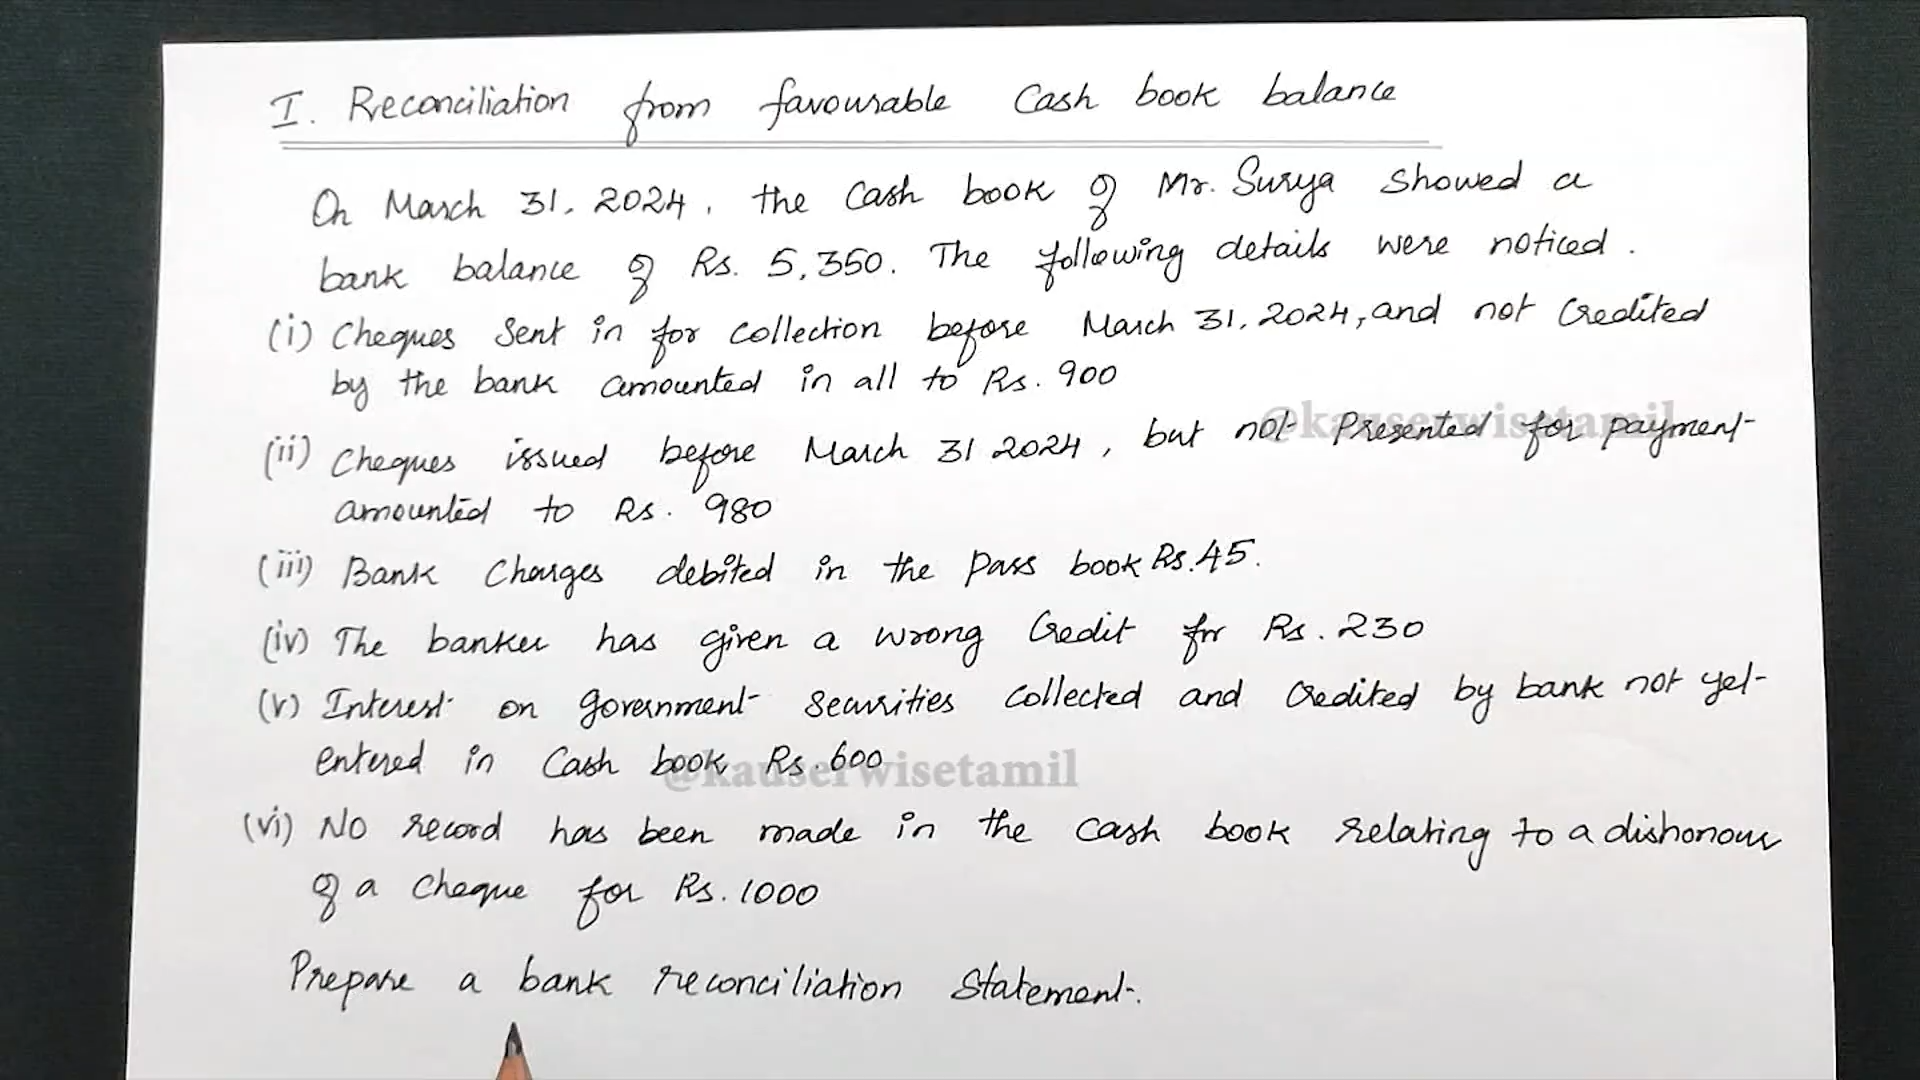 I. Reconciliation from favourable Cash book balance
On March 31, 2024, the Cash book of Mr. Surya showed a
bank balance of Rs. 5,350. The following details were noticed.
(i) Cheques sent in for collection before March 31, 2024, and not credited
by the bank amounted in all to Rs. 900
@kauserwisetamil
(ii) Cheques issued before March 31 2024, but not Presented for payment
amounted to Rs. 980
(iii) Bank Charges debited in the pass book Rs.45.
(iv) The banker has given a wrong Credit for Rs. 230
(v) Interest on government securities collected and credited by bank not yet
entered in Cash book Rs.600
@kauserwisetamil
(vi) No record has been made in the cash book relating to a dishonour
of a cheque for Rs. 1000
Prepare a bank reconciliation Statement.